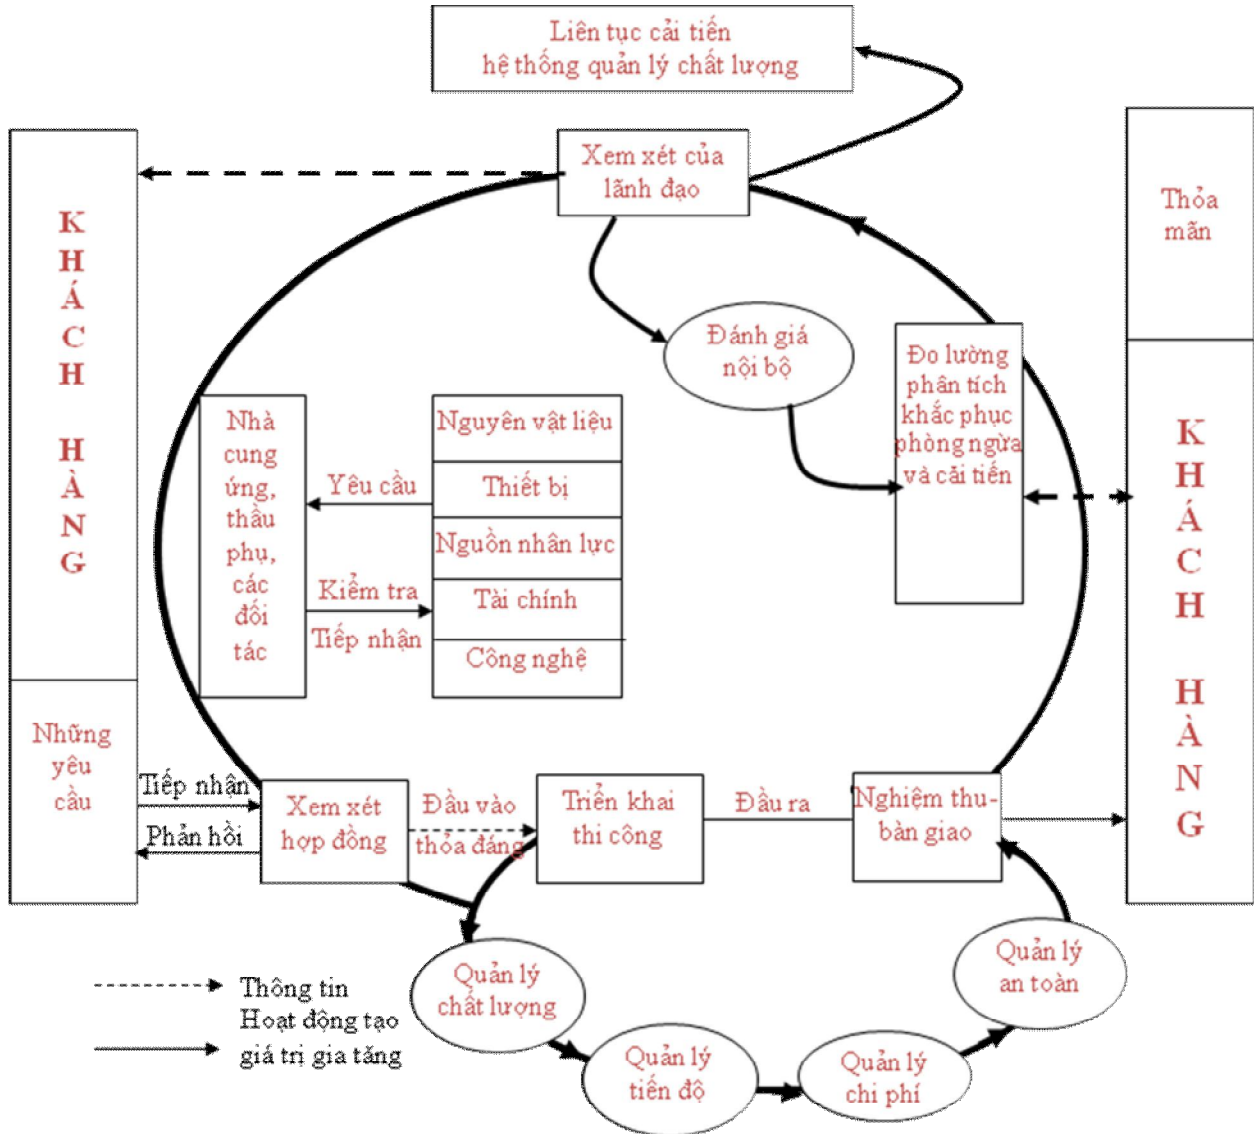 Liên tục cải tiến
hệ thống quản lý chất lượng
Xem xét của
lãnh đạo
KHÁCH HÀNG
Thỏa
mãn
Đánh giá
nội bộ
Đo lường
phân tích
khắc phục
phòng ngừa
và cải tiến
KHÁCH HÀNG
Nhà
cung
ứng,
thầu
phụ,
các
đối
tác
Yêu cầu
Kiểm tra
Tiếp nhận
Nguyên vật liệu
Thiết bị
Nguồn nhân lực
Tài chính
Công nghệ
Những
yêu
cầu
Tiếp nhận
Phản hồi
Xem xét
hợp đồng
Đầu vào
thỏa đáng
Triển khai
thi công
Đầu ra
Nghiệm thu-
bàn giao
Quản lý
chất lượng
Quản lý
tiến độ
Quản lý
chi phí
Quản lý
an toàn
Thông tin
Hoạt động tạo
giá trị gia tăng